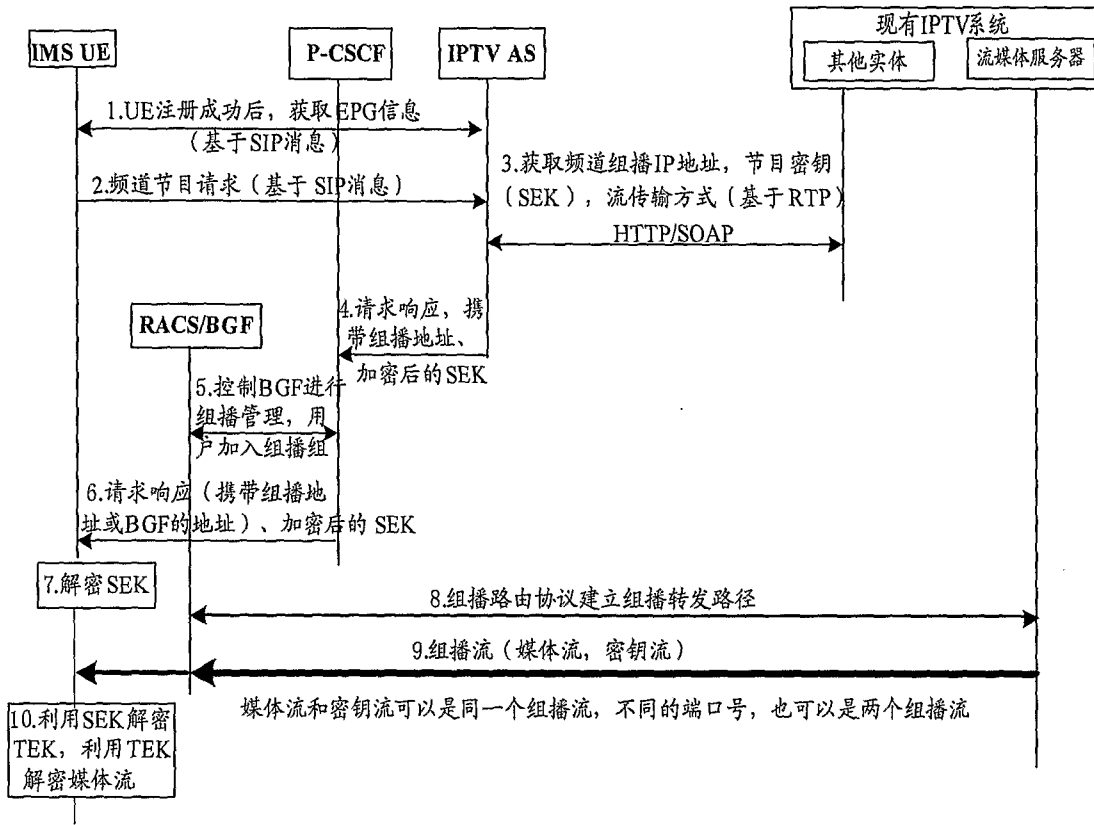 现有IPTV系统
IMS UE
P-CSCF
IPTV AS
其他实体
流媒体服务器
1.UE注册成功后，获取EPG信息
（基于SIP消息）
2.频道节目请求（基于 SIP消息）
3.获取频道组播IP地址，节目密钥
（SEK），流传输方式（基于RTP）
HTTP/SOAP
RACS/BGF
4.请求响应，携
带组播地址、
加密后的SEK
5.控制BGF进行
组播管理，用
户加入组播组
6.请求响应（携带组播地
址或BGF的地址）、加密后的 SEK
7.解密SEK
8.组播路由协议建立组播转发路径
9.组播流（媒体流，密钥流）
媒体流和密钥流可以是同一个组播流，不同的端口号，也可以是两个组播流
10.利用SEK解密
TEK，利用TEK
解密媒体流